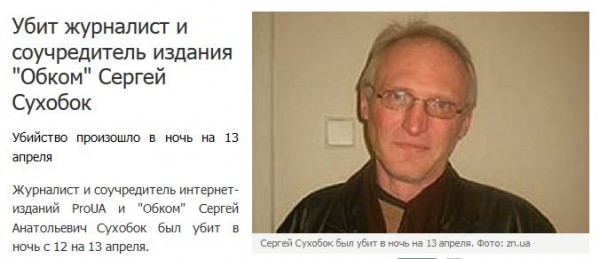 Убит журналист и
соучредитель издания
"Обком" Сергей
Сухобок
Убийство произошло в ночь на 13
апреля
Журналист и соучредитель интернет-
изданий ProUA и "Обком" Сергей
Анатольевич Сухобок был убит в
ночь с 12 на 13 апреля.
Сергей Сухобок был убит в ночь на 13 апреля. Фото: zn.ua